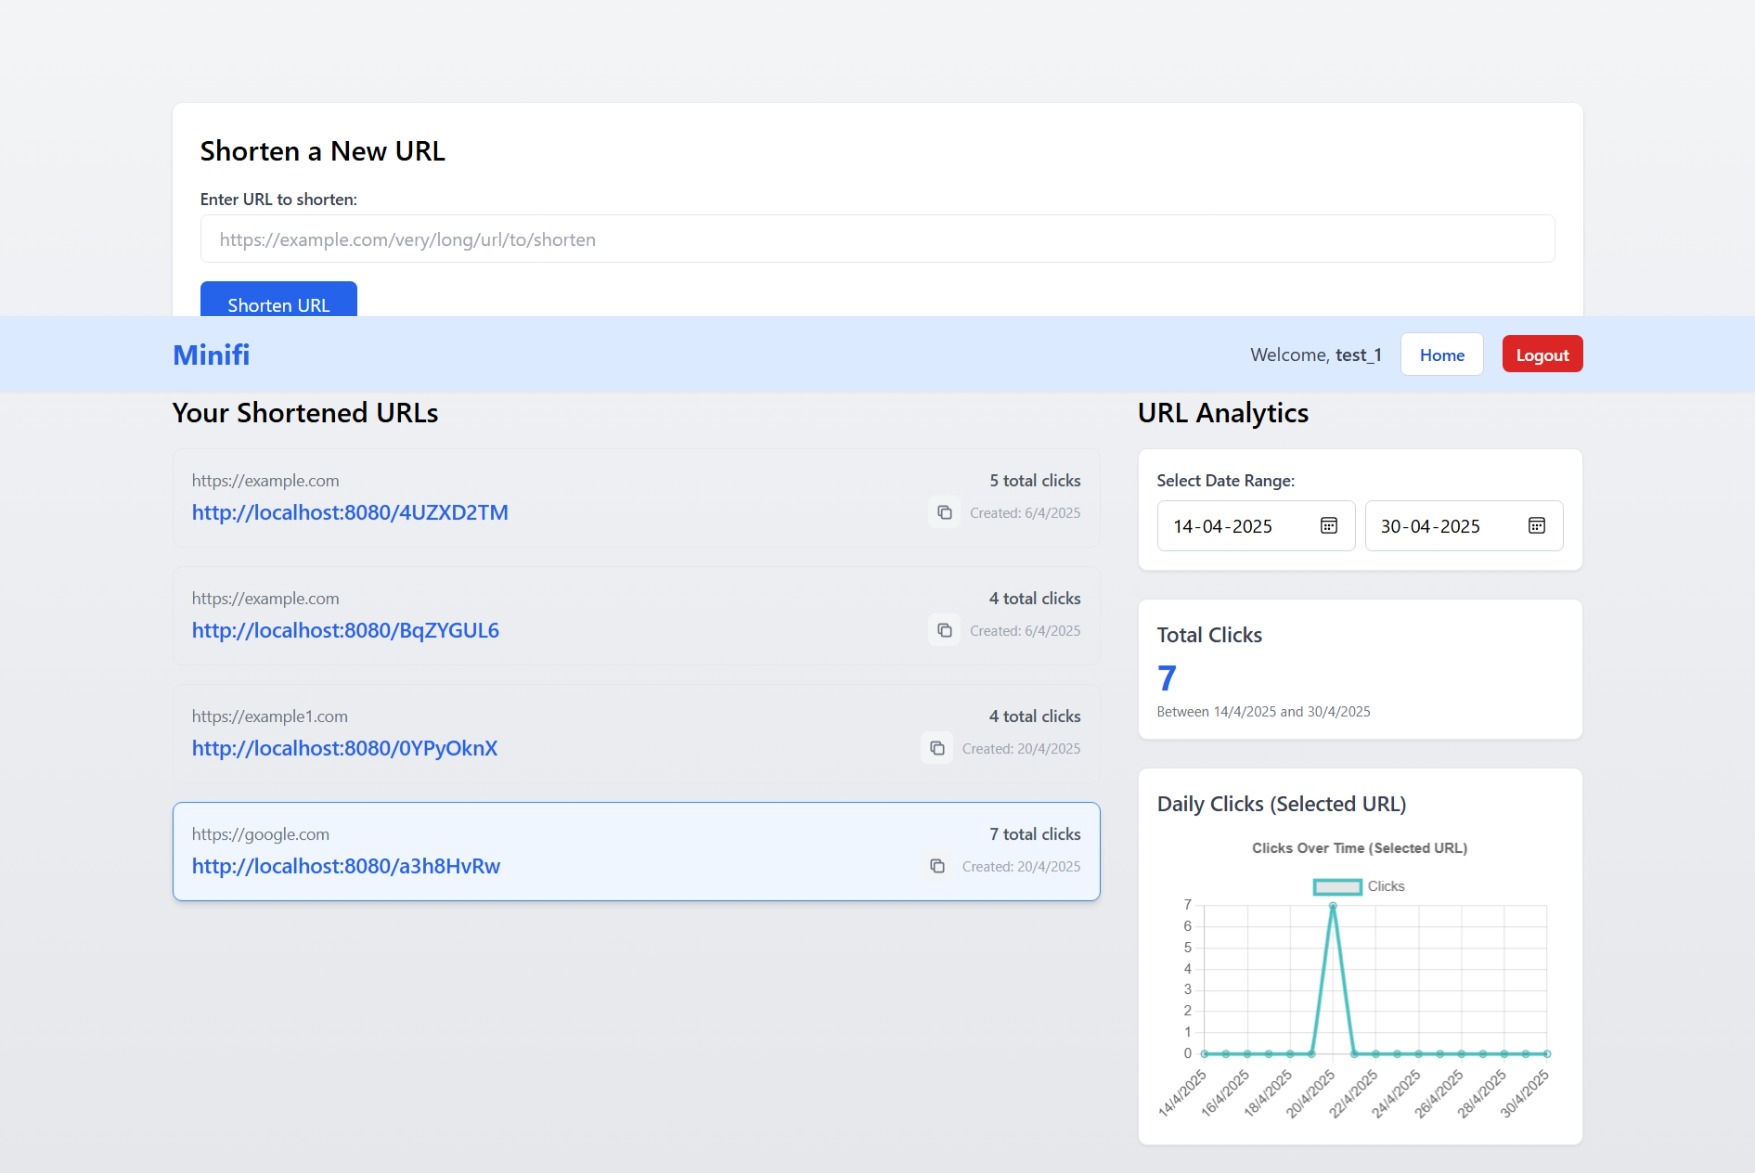 Shorten a New URL
Enter URL to shorten:
https://example.com/very/long/url/to/shorten
Shorten URL
Minifi
Welcome, test_1
Home
Logout
Your Shortened URLs
https://example.com
5 total clicks
http://localhost:8080/4UZXD2TM
Created: 6/4/2025
https://example.com
4 total clicks
http://localhost:8080/BqZYGUL6
Created: 6/4/2025
https://example1.com
4 total clicks
http://localhost:8080/0YPyOknX
Created: 20/4/2025
https://google.com
7 total clicks
http://localhost:8080/a3h8HvRw
Created: 20/4/2025
URL Analytics
Select Date Range:
14-04-2025
30-04-2025
Total Clicks
7
Between 14/4/2025 and 30/4/2025
Daily Clicks (Selected URL)
Clicks Over Time (Selected URL)
Clicks
7
6
5
4
3
2
1
0
14/4/2025
16/4/2025
18/4/2025
20/4/2025
22/4/2025
24/4/2025
26/4/2025
28/4/2025
30/4/2025